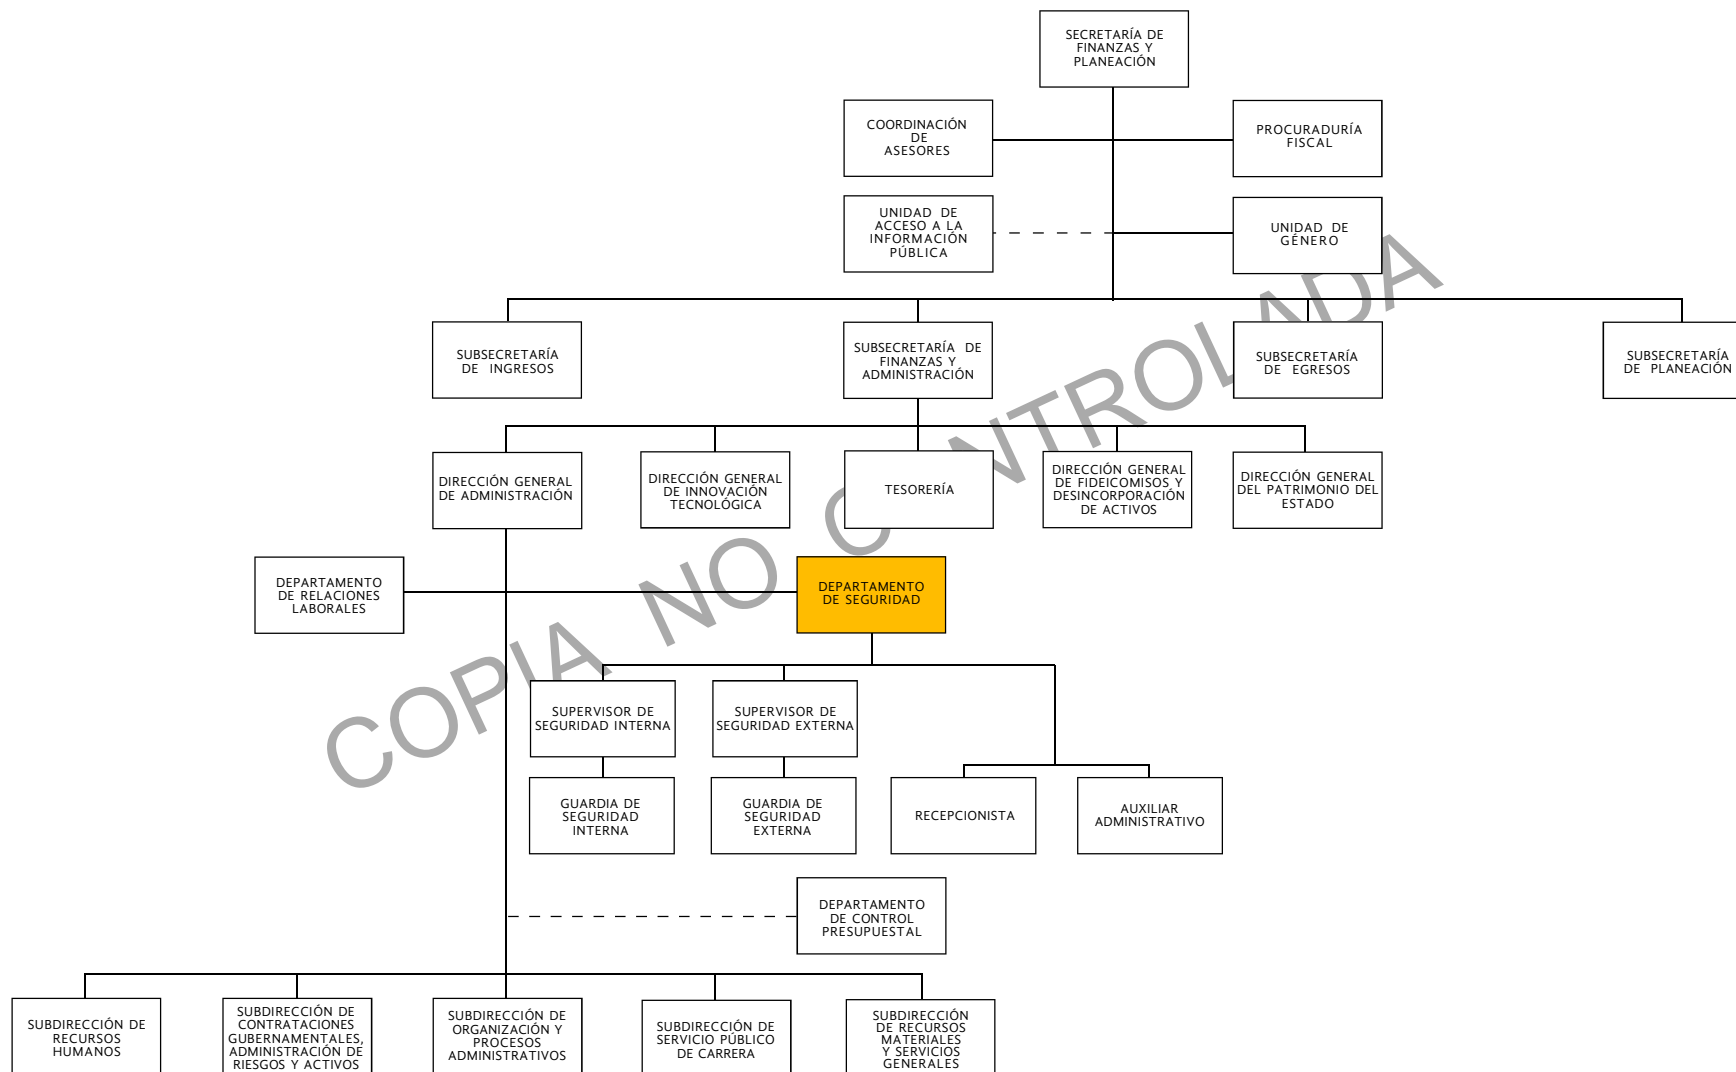 SECRETARÍA DE
FINANZAS Y
PLANEACIÓN
COORDINACIÓN
DE
ASESORES
PROCURADURÍA
FISCAL
UNIDAD DE
ACCESO A LA
INFORMACIÓN
PÚBLICA
UNIDAD DE
GÉNERO
SUBSECRETARÍA
DE INGRESOS
SUBSECRETARÍA DE
FINANZAS Y
ADMINISTRACIÓN
SUBSECRETARÍA
DE EGRESOS
SUBSECRETARÍA
DE PLANEACIÓN
DIRECCIÓN GENERAL
DE ADMINISTRACIÓN
DIRECCIÓN GENERAL
DE INNOVACIÓN
TECNOLÓGICA
TESORERÍA
DIRECCIÓN GENERAL
DE FIDEICOMISOS Y
DESINCORPORACIÓN
DE ACTIVOS
DIRECCIÓN GENERAL
DEL PATRIMONIO DEL
ESTADO
DEPARTAMENTO
DE RELACIONES
LABORALES
DEPARTAMENTO
DE SEGURIDAD
COPIA NO CONTROLADA
SUPERVISOR DE
SEGURIDAD INTERNA
SUPERVISOR DE
SEGURIDAD EXTERNA
GUARDIA DE
SEGURIDAD
INTERNA
GUARDIA DE
SEGURIDAD
EXTERNA
RECEPCIONISTA
AUXILIAR
ADMINISTRATIVO
DEPARTAMENTO
DE CONTROL
PRESUPUESTAL
SUBDIRECCIÓN DE
RECURSOS
HUMANOS
SUBDIRECCIÓN DE
CONTRATACIONES
GUBERNAMENTALES,
ADMINISTRACIÓN DE
RIESGOS Y ACTIVOS
SUBDIRECCIÓN DE
ORGANIZACIÓN Y
PROCESOS
ADMINISTRATIVOS
SUBDIRECCIÓN DE
SERVICIO PÚBLICO
DE CARRERA
SUBDIRECCIÓN
DE RECURSOS
MATERIALES
Y SERVICIOS
GENERALES